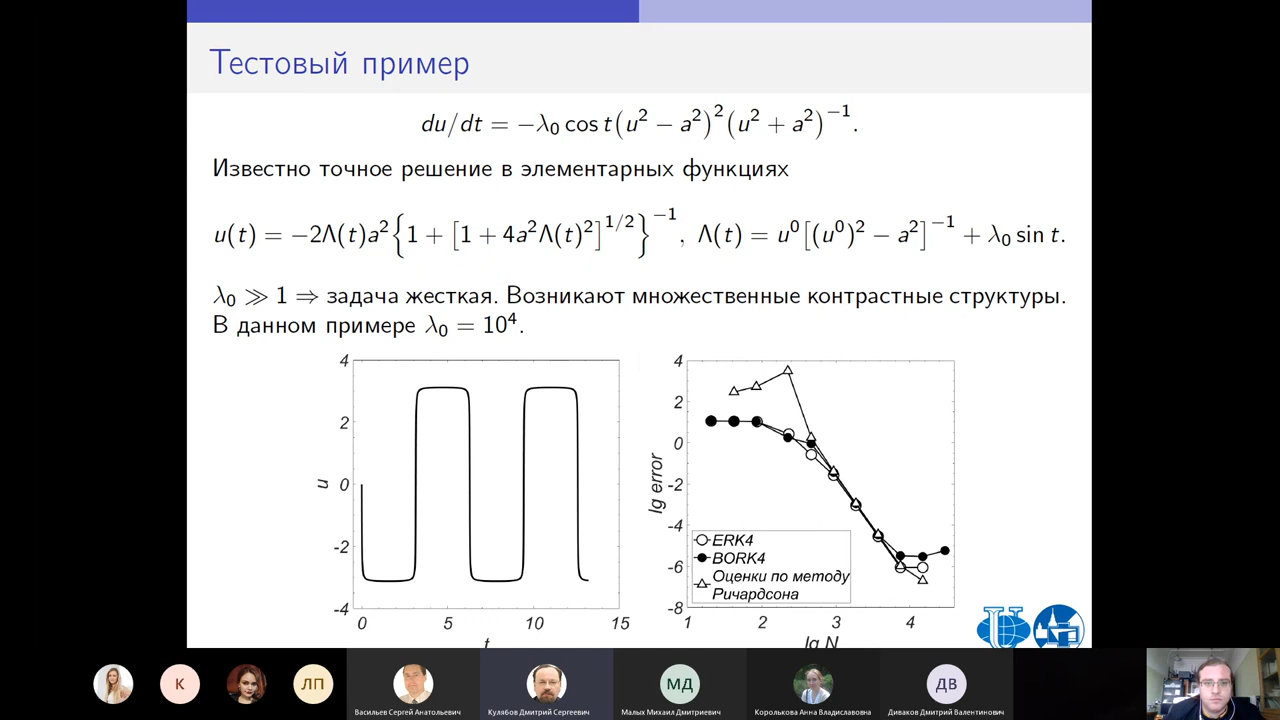 Тестовый пример
du/dt = −λ₀ cos t(u² − a²)²(u² + a²)⁻¹.
Известно точное решение в элементарных функциях
u(t) = −2Λ(t)a²{1 + [1 + 4a²Λ(t)²]^{1/2}}⁻¹, Λ(t) = u⁰[(u⁰)² − a²]⁻¹ + λ₀ sin t.
λ₀ ≫ 1 ⇒ задача жесткая. Возникают множественные контрастные структуры.
В данном примере λ₀ = 10⁴.
4
2
0
-2
-4
u
0
5
10
15
t
4
2
0
-2
-4
-6
-8
lg error
ERK4
BORK4
Оценки по методу
Ричардсона
1
2
3
4
lg N
К
ЛП
Васильев Сергей Анатольевич
Кулябов Дмитрий Сергеевич
МД
Малых Михаил Дмитриевич
Королькова Анна Владиславовна
ДВ
Диваков Дмитрий Валентинович